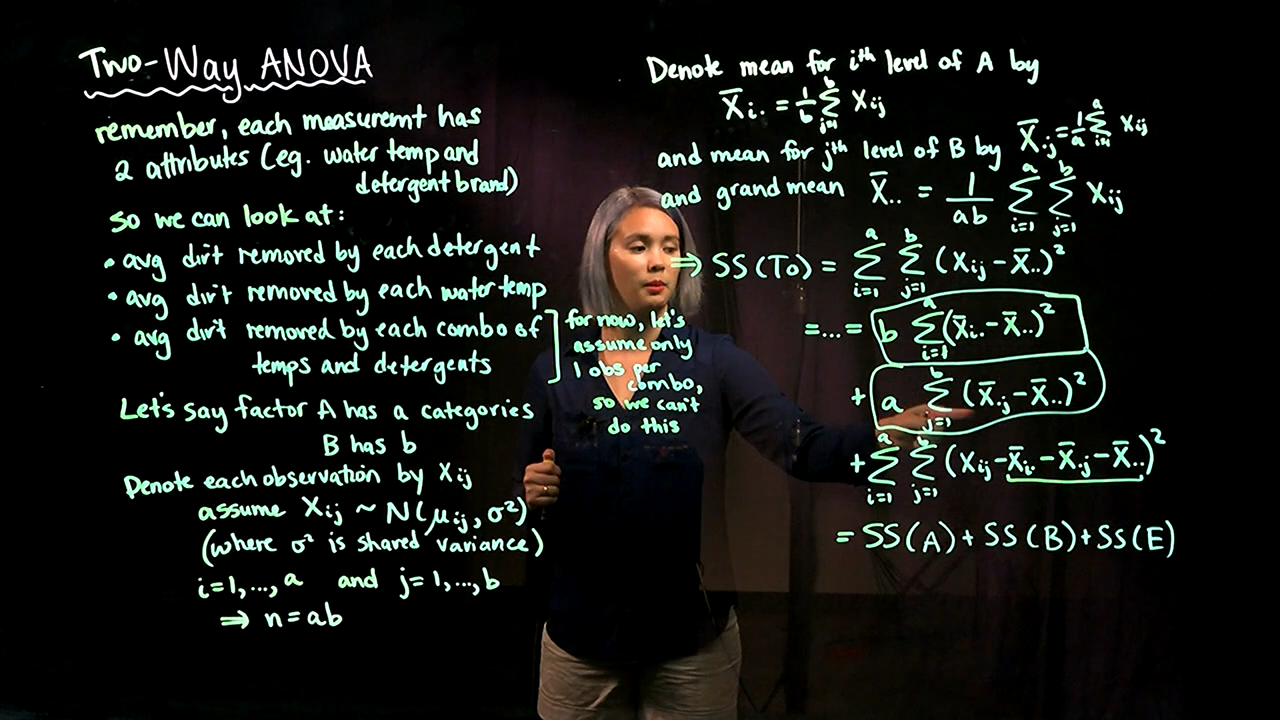 Two-Way ANOVA
remember, each measuremt has
2 attributes (eg. water temp and
detergent brand)
so we can look at:
• avg dirt removed by each detergent
• avg dirt removed by each water temp
• avg dirt removed by each combo of
temps and detergents
for now, let's
assume only
1 obs per
combo,
so we can't
do this
Let's say factor A has a categories
B has b
Denote each observation by Xij
assume Xij ~ N(μij, σ²)
(where σ² is shared variance)
i=1,...,a and j=1,...,b
⇒ n=ab
Denote mean for iᵗʰ level of A by
X̄i. = 1/b Σ_{j=1}^{b} Xij
and mean for jᵗʰ level of B by X̄.j = 1/a Σ_{i=1}^{a} Xij
and grand mean X̄.. = 1/ab Σ_{i=1}^{a} Σ_{j=1}^{b} Xij
⇒ SS(To) = Σ_{i=1}^{a} Σ_{j=1}^{b} (Xij - X̄..)²
=...= b Σ_{i=1}^{a} (X̄i. - X̄..)²
+ a Σ_{j=1}^{b} (X̄.j - X̄..)²
+ Σ_{i=1}^{a} Σ_{j=1}^{b} (Xij - X̄i. - X̄.j - X̄..)²
= SS(A) + SS(B) + SS(E)